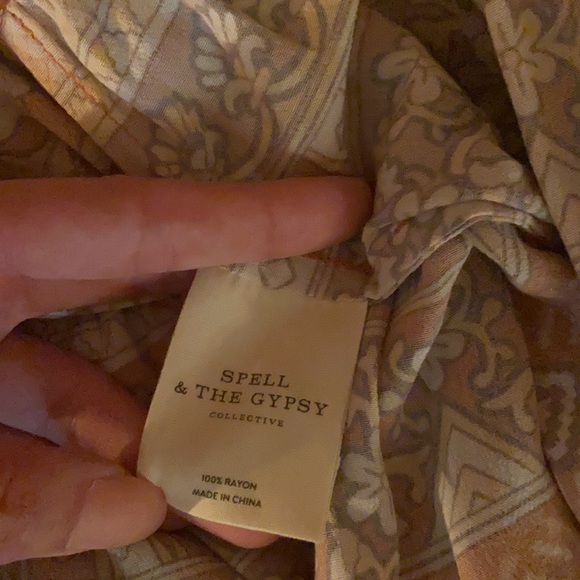 SPELL
& THE GYPSY
COLLECTIVE
100% RAYON
MADE IN CHINA